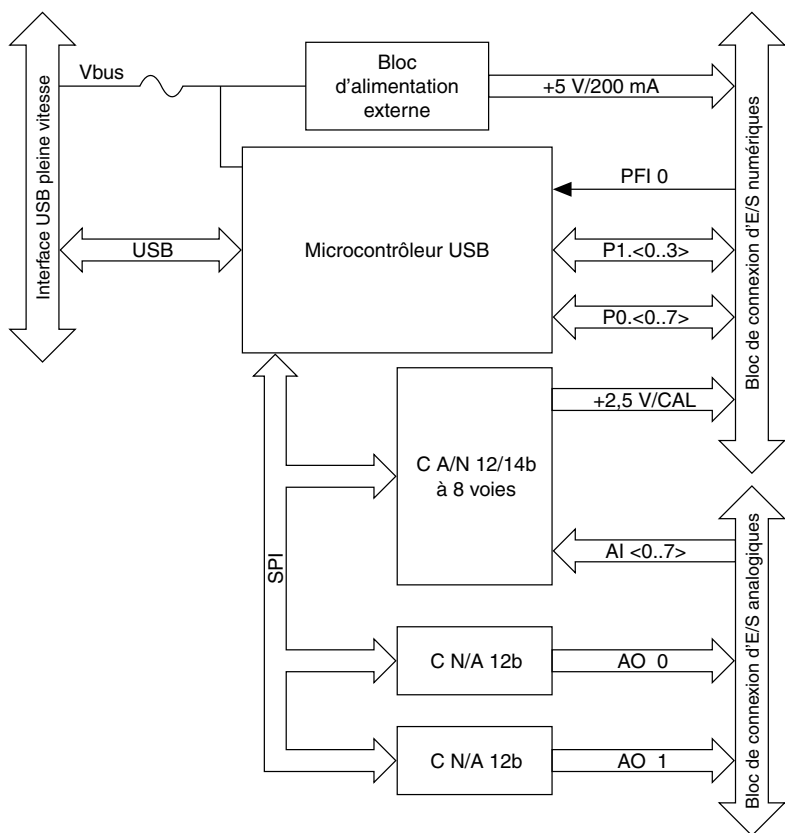 Vbus
Bloc
d'alimentation
externe
+5 V/200 mA
Interface USB pleine vitesse
USB
Microcontrôleur USB
PFI 0
P1.<0..3>
P0.<0..7>
Bloc de connexion d'E/S numériques
+2,5 V/CAL
C A/N 12/14b
à 8 voies
AI <0..7>
SPI
C N/A 12b
AO 0
C N/A 12b
AO 1
Bloc de connexion d'E/S analogiques